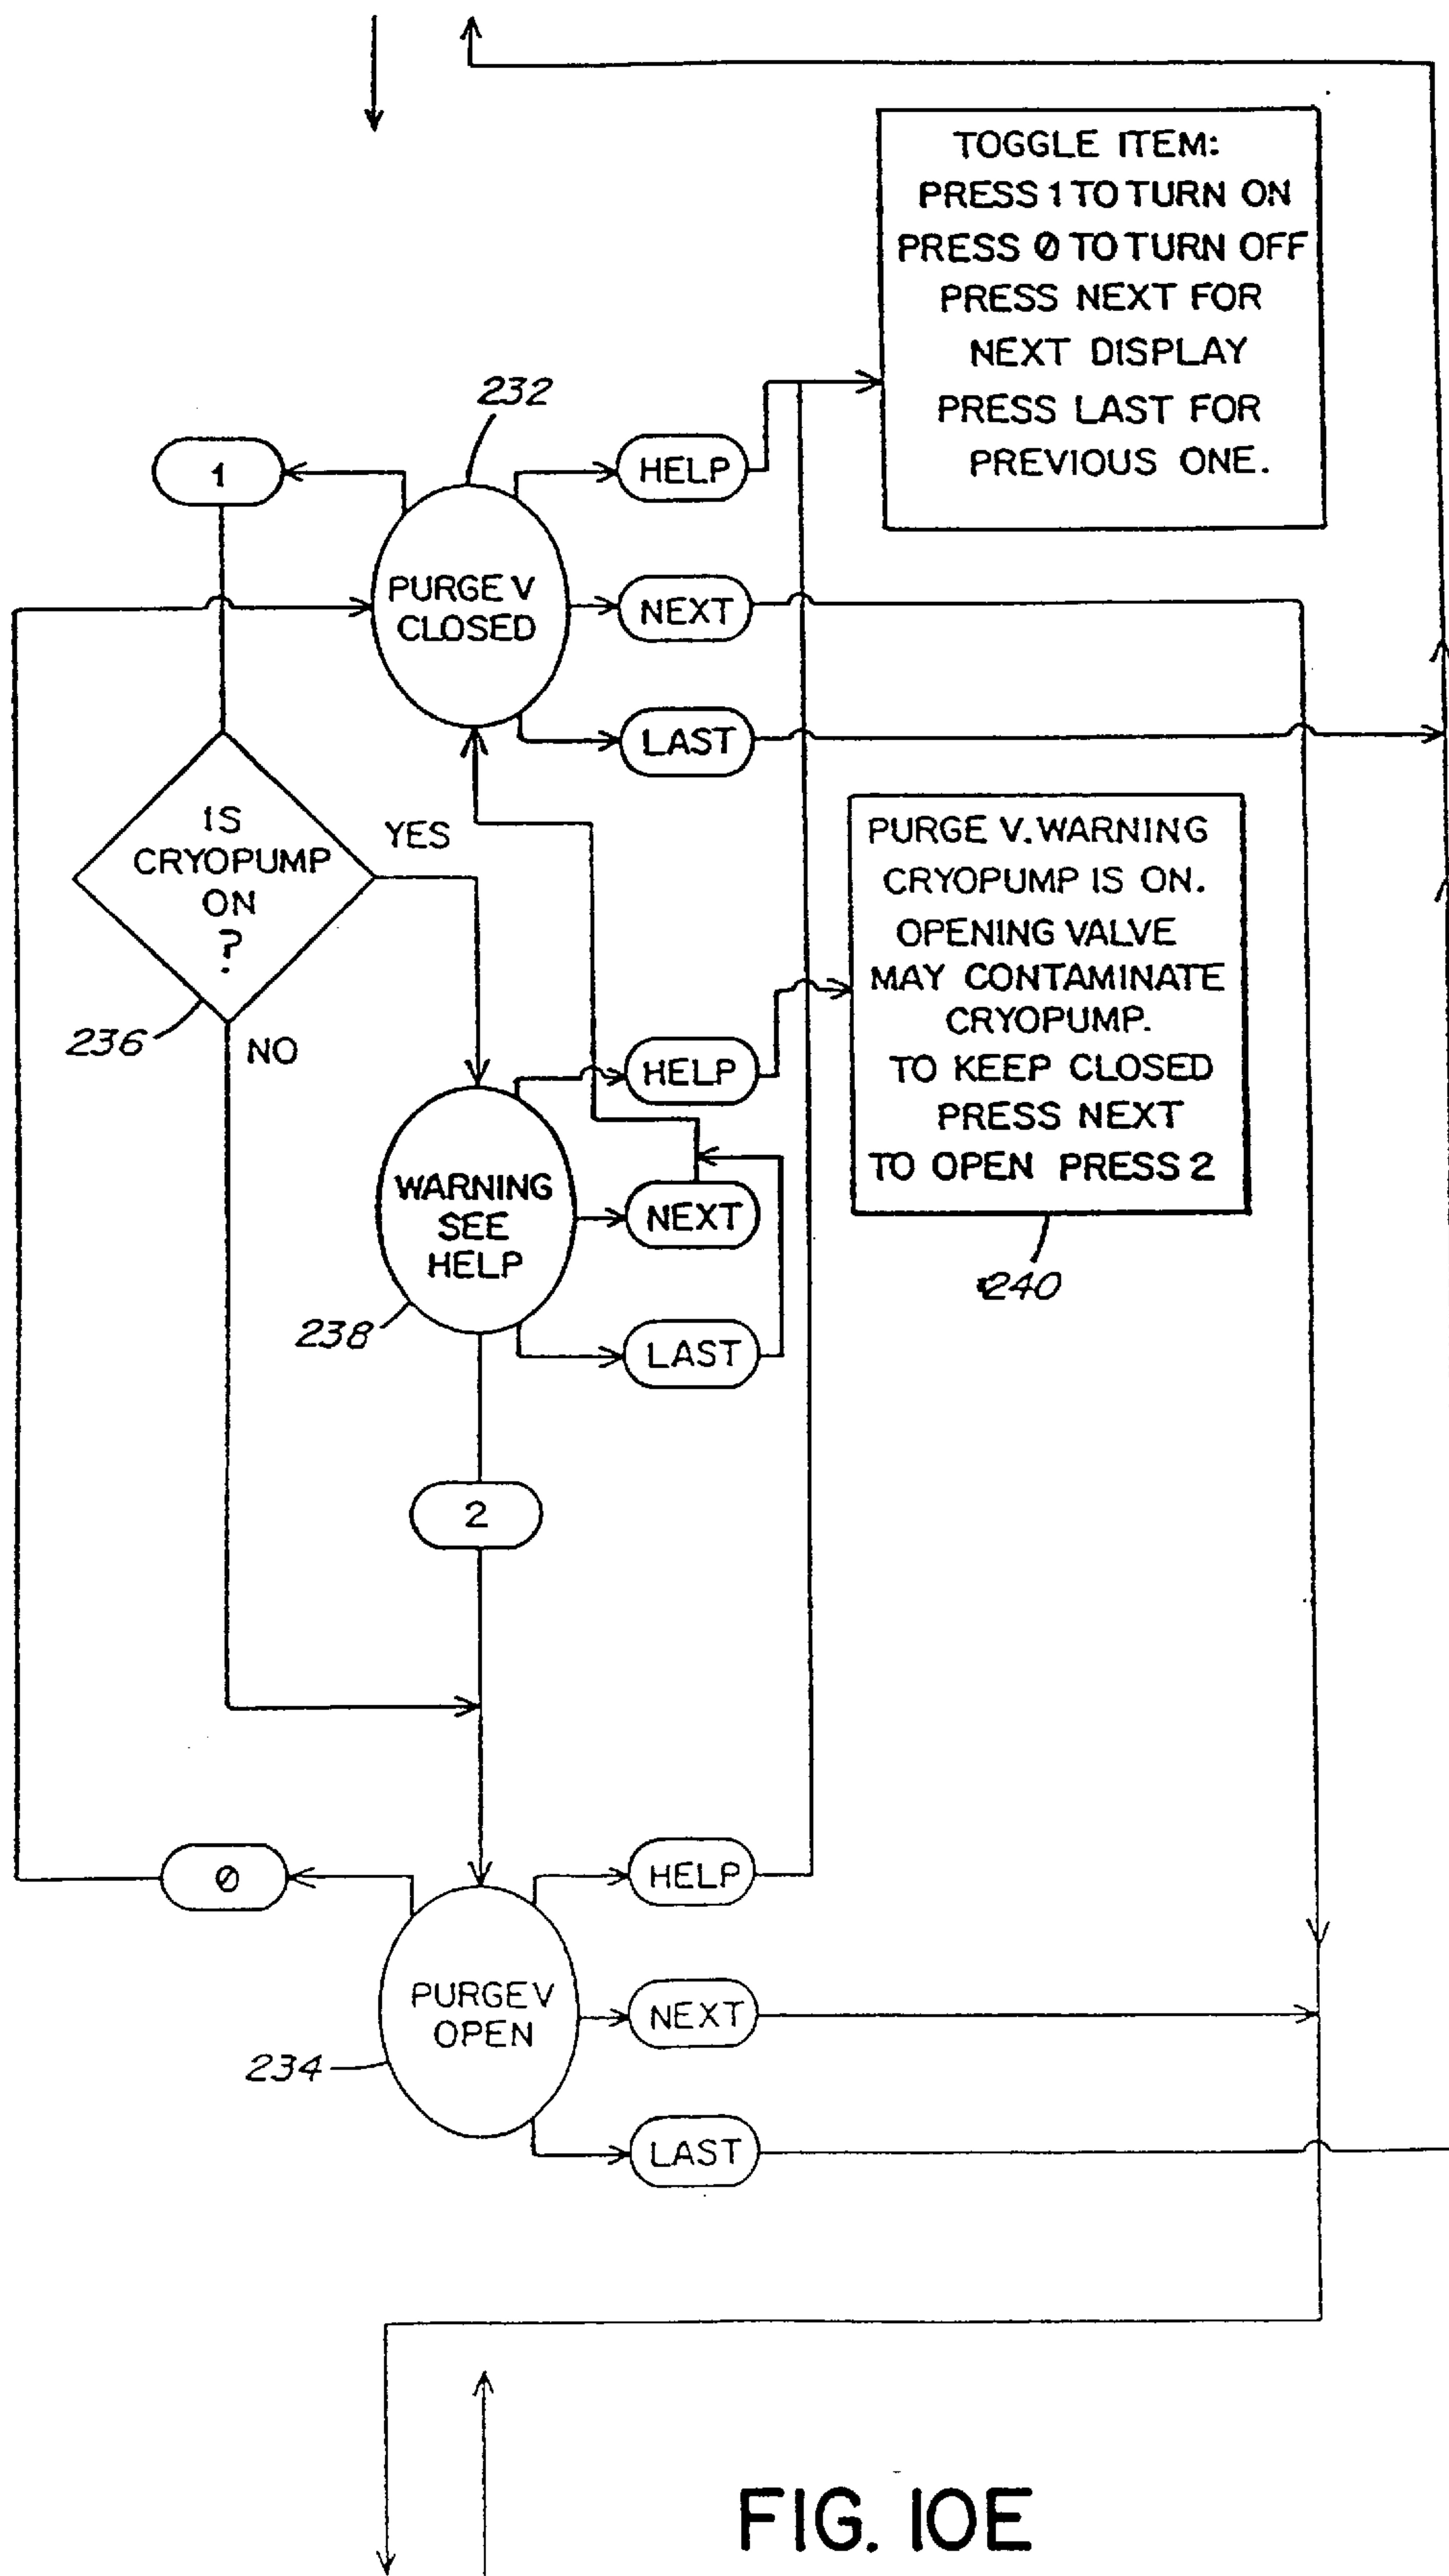 TOGGLE ITEM:
PRESS 1 TO TURN ON
PRESS 0 TO TURN OFF
PRESS NEXT FOR
NEXT DISPLAY
PRESS LAST FOR
PREVIOUS ONE.
232
1
HELP
PURGE V
CLOSED
NEXT
LAST
IS
CRYOPUMP
ON
?
YES
236
NO
PURGE V. WARNING
CRYOPUMP IS ON.
OPENING VALVE
MAY CONTAMINATE
CRYOPUMP.
TO KEEP CLOSED
PRESS NEXT
TO OPEN PRESS 2
240
HELP
WARNING
SEE
HELP
NEXT
238
LAST
2
0
HELP
PURGE V
OPEN
NEXT
234
LAST
FIG. 10E